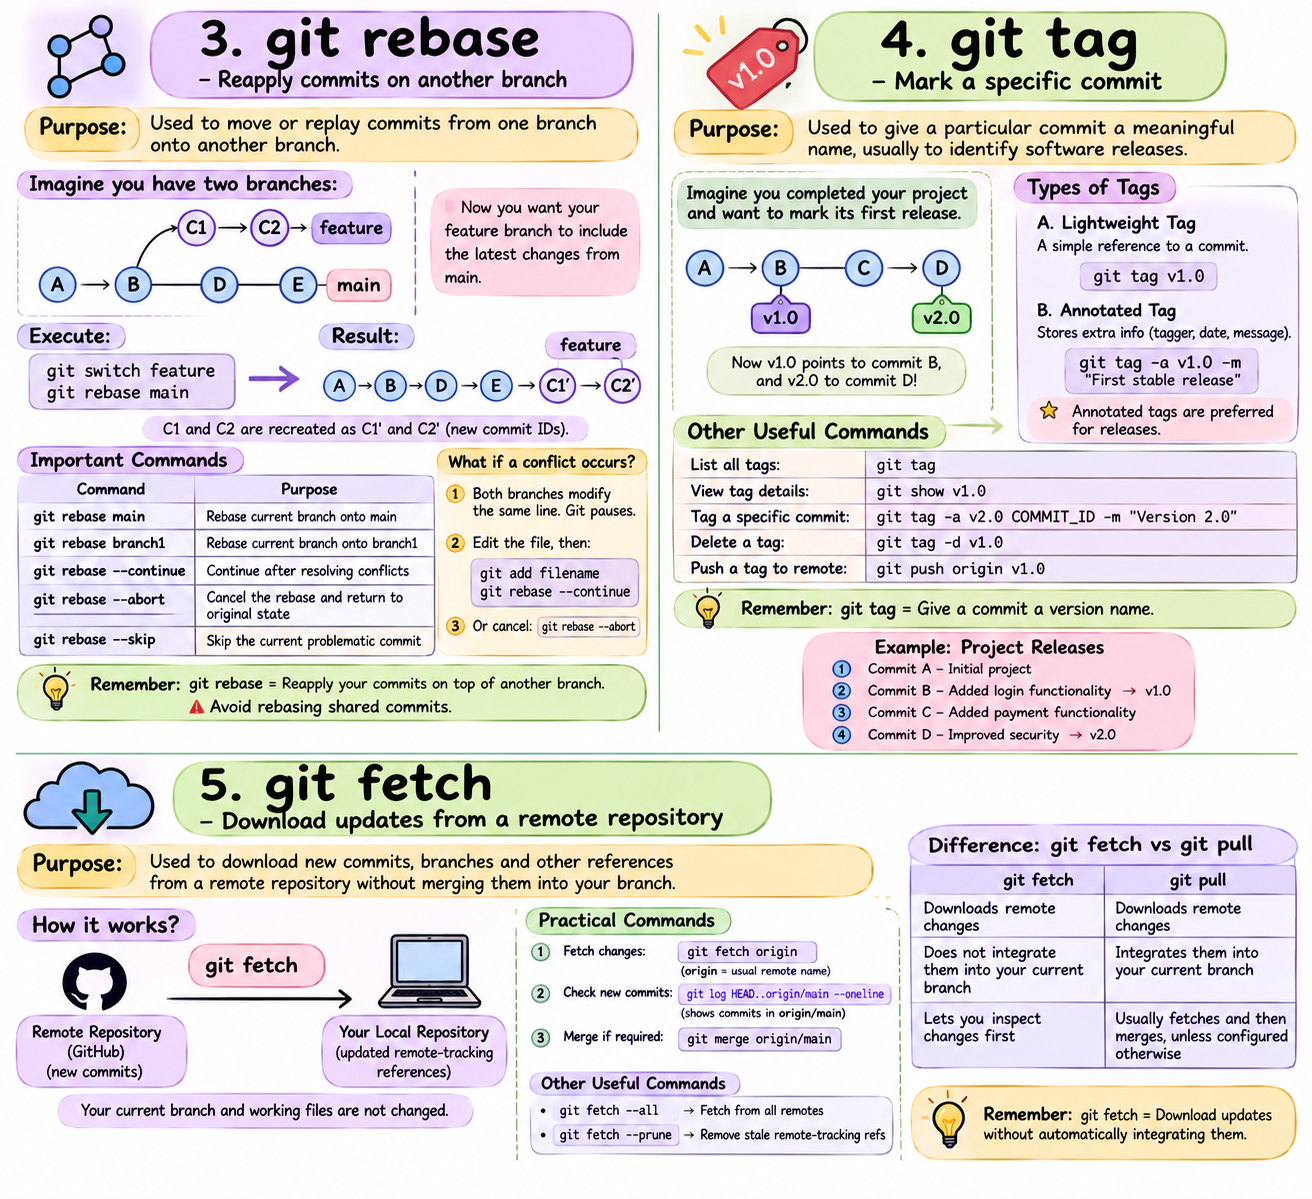 3. git rebase
– Reapply commits on another branch
Purpose:
Used to move or replay commits from one branch
onto another branch.
Imagine you have two branches:
C1
C2
feature
A
B
D
E
main
Now you want your
feature branch to include
the latest changes from
main.
Execute:
git switch feature
git rebase main
Result:
feature
A
B
D
E
C1'
C2'
C1 and C2 are recreated as C1' and C2' (new commit IDs).
Important Commands
Command Purpose
git rebase main Rebase current branch onto main
git rebase branch1 Rebase current branch onto branch1
git rebase --continue Continue after resolving conflicts
git rebase --abort Cancel the rebase and return to
original state
git rebase --skip Skip the current problematic commit
What if a conflict occurs?
1 Both branches modify
the same line. Git pauses.
2 Edit the file, then:
git add filename
git rebase --continue
3 Or cancel: git rebase --abort
Remember: git rebase = Reapply your commits on top of another branch.
Avoid rebasing shared commits.
v1.0
4. git tag
– Mark a specific commit
Purpose:
Used to give a particular commit a meaningful
name, usually to identify software releases.
Imagine you completed your project
and want to mark its first release.
A
B
C
D
v1.0
v2.0
Now v1.0 points to commit B,
and v2.0 to commit D!
Types of Tags
A. Lightweight Tag
A simple reference to a commit.
git tag v1.0
B. Annotated Tag
Stores extra info (tagger, date, message).
git tag -a v1.0 -m
"First stable release"
Annotated tags are preferred
for releases.
Other Useful Commands
List all tags: git tag
View tag details: git show v1.0
Tag a specific commit: git tag -a v2.0 COMMIT_ID -m "Version 2.0"
Delete a tag: git tag -d v1.0
Push a tag to remote: git push origin v1.0
Remember: git tag = Give a commit a version name.
Example: Project Releases
1 Commit A – Initial project
2 Commit B – Added login functionality → v1.0
3 Commit C – Added payment functionality
4 Commit D – Improved security → v2.0
5. git fetch
– Download updates from a remote repository
Purpose:
Used to download new commits, branches and other references
from a remote repository without merging them into your branch.
How it works?
git fetch
Remote Repository
(GitHub)
(new commits)
Your Local Repository
(updated remote-tracking
references)
Your current branch and working files are not changed.
Practical Commands
1 Fetch changes: git fetch origin
(origin = usual remote name)
2 Check new commits: git log HEAD..origin/main --oneline
(shows commits in origin/main)
3 Merge if required: git merge origin/main
Other Useful Commands
• git fetch --all → Fetch from all remotes
• git fetch --prune → Remove stale remote-tracking refs
Difference: git fetch vs git pull
git fetch git pull
Downloads remote
changes
Downloads remote
changes
Does not integrate
them into your current
branch
Integrates them into
your current branch
Lets you inspect
changes first
Usually fetches and then
merges, unless configured
otherwise
Remember: git fetch = Download updates
without automatically integrating them.